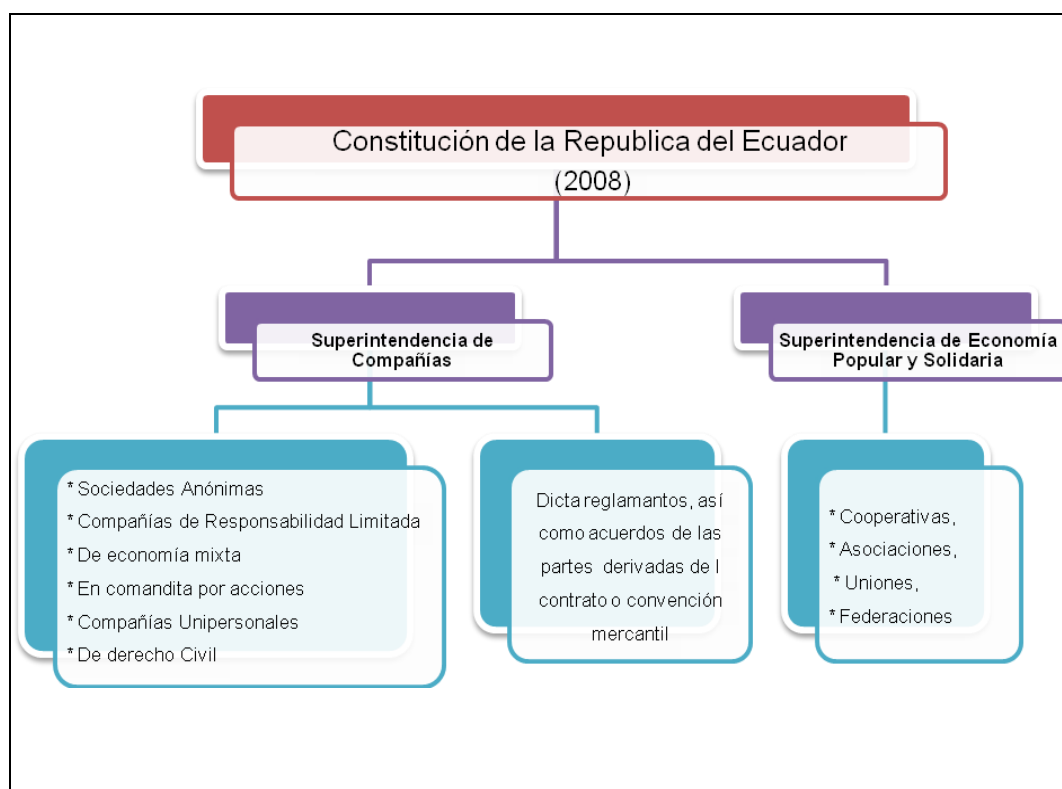 Constitución de la Republica del Ecuador
(2008)
Superintendencia de
Compañías
Superintendencia de Economía
Popular y Solidaria
* Sociedades Anónimas
* Compañías de Responsabilidad Limitada
* De economía mixta
* En comandita por acciones
* Compañías Unipersonales
* De derecho Civil
Dicta reglamantos, así
como acuerdos de las
partes derivadas de l
contrato o convención
mercantil
* Cooperativas,
* Asociaciones,
* Uniones,
* Federaciones